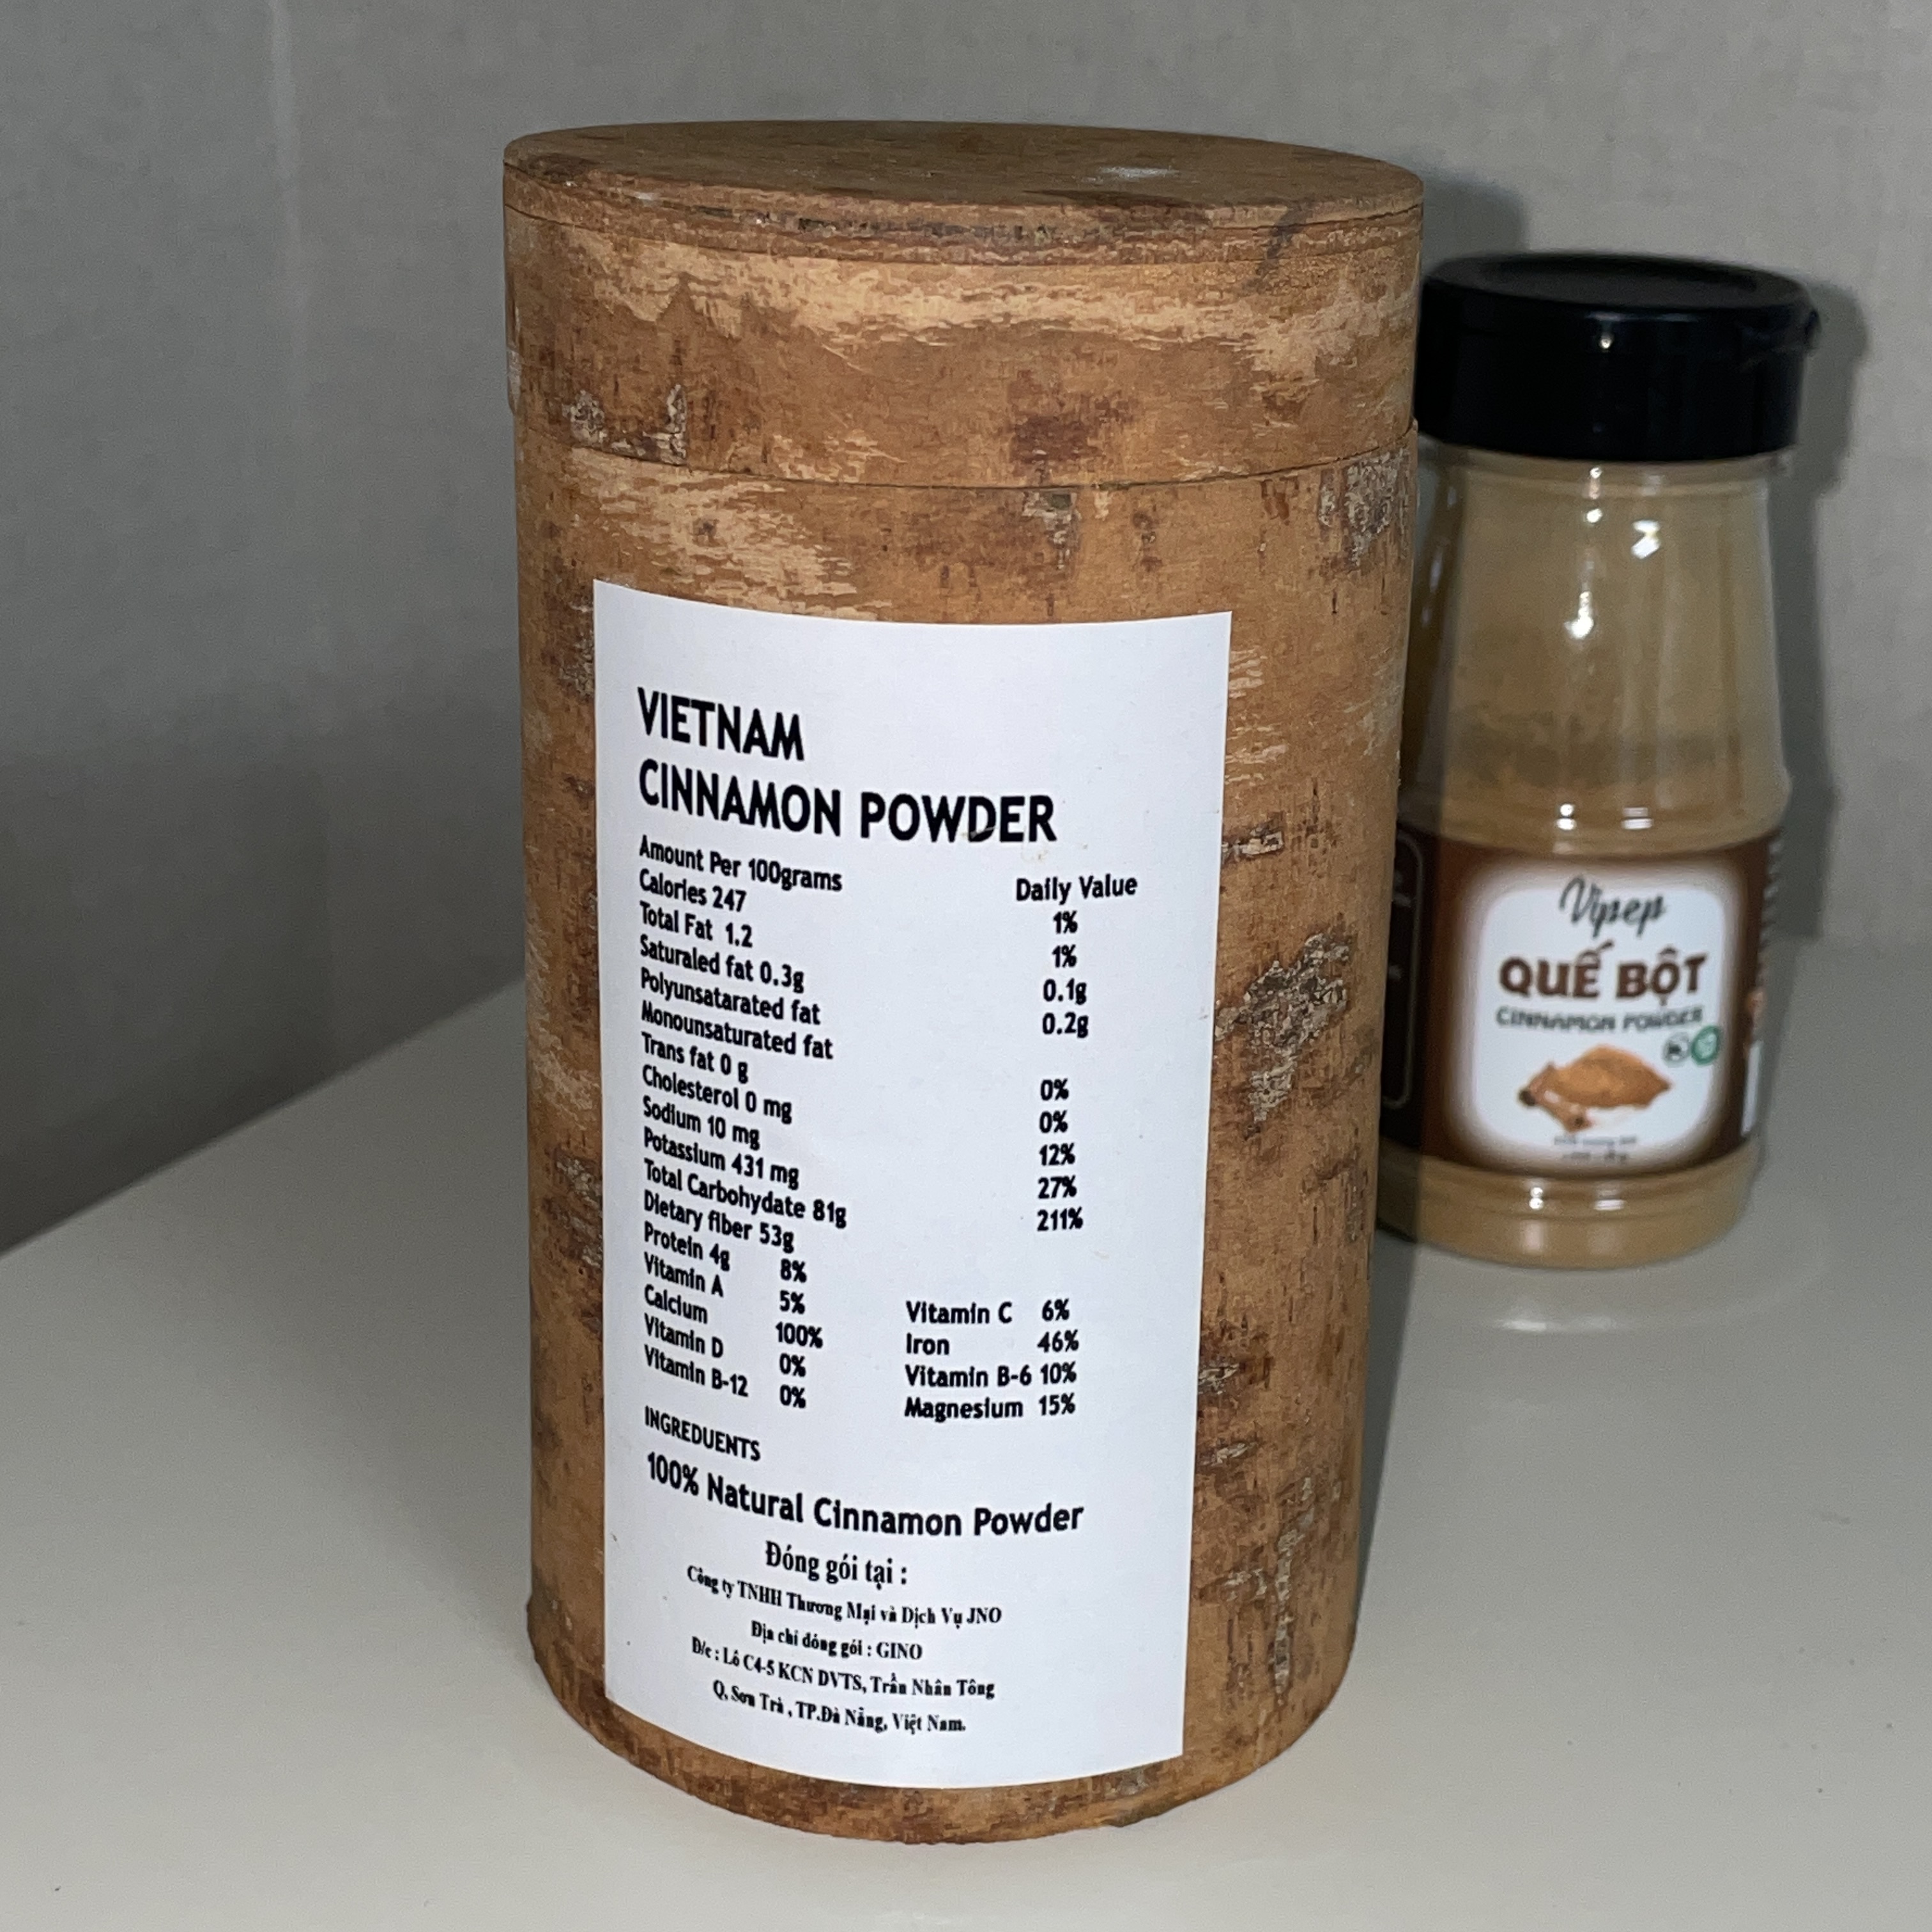 VIETNAM
CINNAMON POWDER
Amount Per 100grams
Daily Value
Calories 247
1%
Total Fat 1.2
1%
Saturaled fat 0.3g
0.1g
Polyunsatarated fat
0.2g
Monounsaturated fat
Trans fat 0 g
0%
Cholesterol 0 mg
0%
Sodium 10 mg
12%
Potassium 431 mg
27%
Total Carbohydate 81g
211%
Dietary fiber 53g
Protein 4g 8%
Vitamin A 5%
Vitamin C 6%
Calcium 100%
Iron 46%
Vitamin D 0%
Vitamin B-6 10%
Vitamin B-12 0%
Magnesium 15%
INGREDUENTS
100% Natural Cinnamon Powder
Đóng gói tại :
Công ty TNHH Thương Mại và Dịch Vụ JNO
Địa chỉ đóng gói : GINO
Đ/c : Lô C4-5 KCN DVTS, Trần Nhân Tông
Q, Sơn Trà , TP.Đà Nẵng, Việt Nam.
Vipep
QUẾ BỘT
CINNAMON POWDER